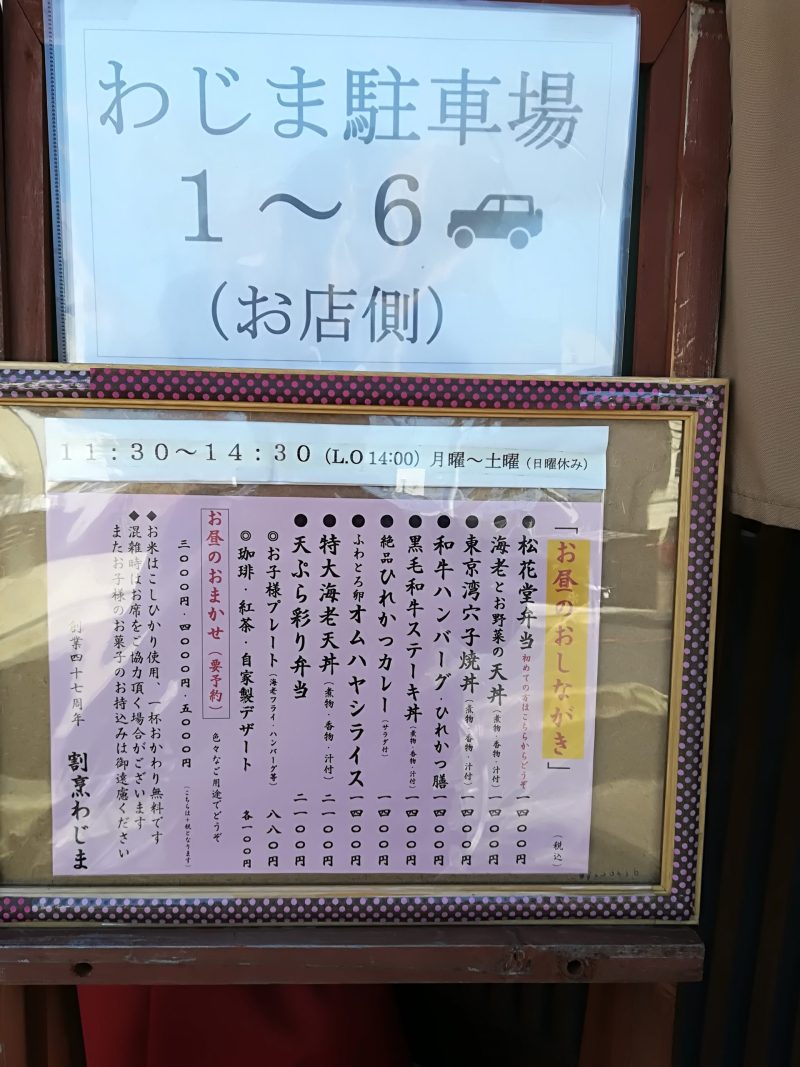 わじま駐車場
1〜6
(お店側)
11:30〜14:30 (L.O 14:00) 月曜〜土曜 (日曜休み)
「お昼のおしながき」 (税込)
●松花堂弁当 初めての方はこちらからどうぞ 一四〇〇円
●海老とお野菜の天丼 (煮物・香物・汁付) 一四〇〇円
●東京湾穴子焼丼 (煮物・香物・汁付) 一四〇〇円
●和牛ハンバーグ・ひれかつ膳 一四〇〇円
●黒毛和牛ステーキ丼 (煮物・香物・汁付) 一四〇〇円
●絶品ひれかつカレー (サラダ付) 一四〇〇円
●ふわとろ卵オムハヤシライス 一四〇〇円
●特大海老天丼 (煮物・香物・汁付) 二一〇〇円
●天ぷら彩り弁当 二一〇〇円
◎お子様プレート (海老フライ・ハンバーグ等) 八八〇円
◎珈琲・紅茶・自家製デザート 各一〇〇円
お昼のおまかせ (要予約) 色々なご用途でどうぞ
三〇〇〇円・四〇〇〇円・五〇〇〇円 (こちらは+税となります)
◆お米はこしひかり使用、一杯おかわり無料です
◆混雑時はお席をご協力頂く場合がございます
またお子様のお菓子のお持込みは御遠慮ください
創業四十七周年 割烹わじま